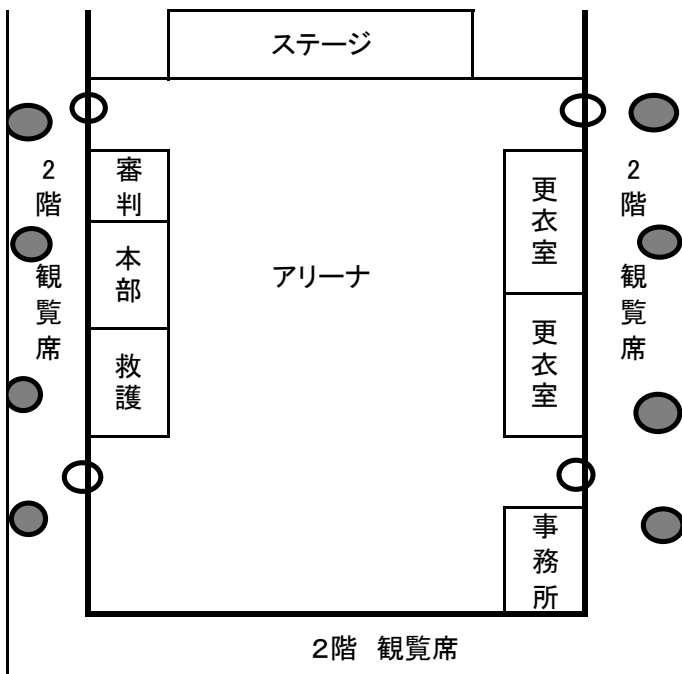 ステージ
2階 観覧席
審判
本部
救護
アリーナ
更衣室
更衣室
2階 観覧席
事務所
2階 観覧席